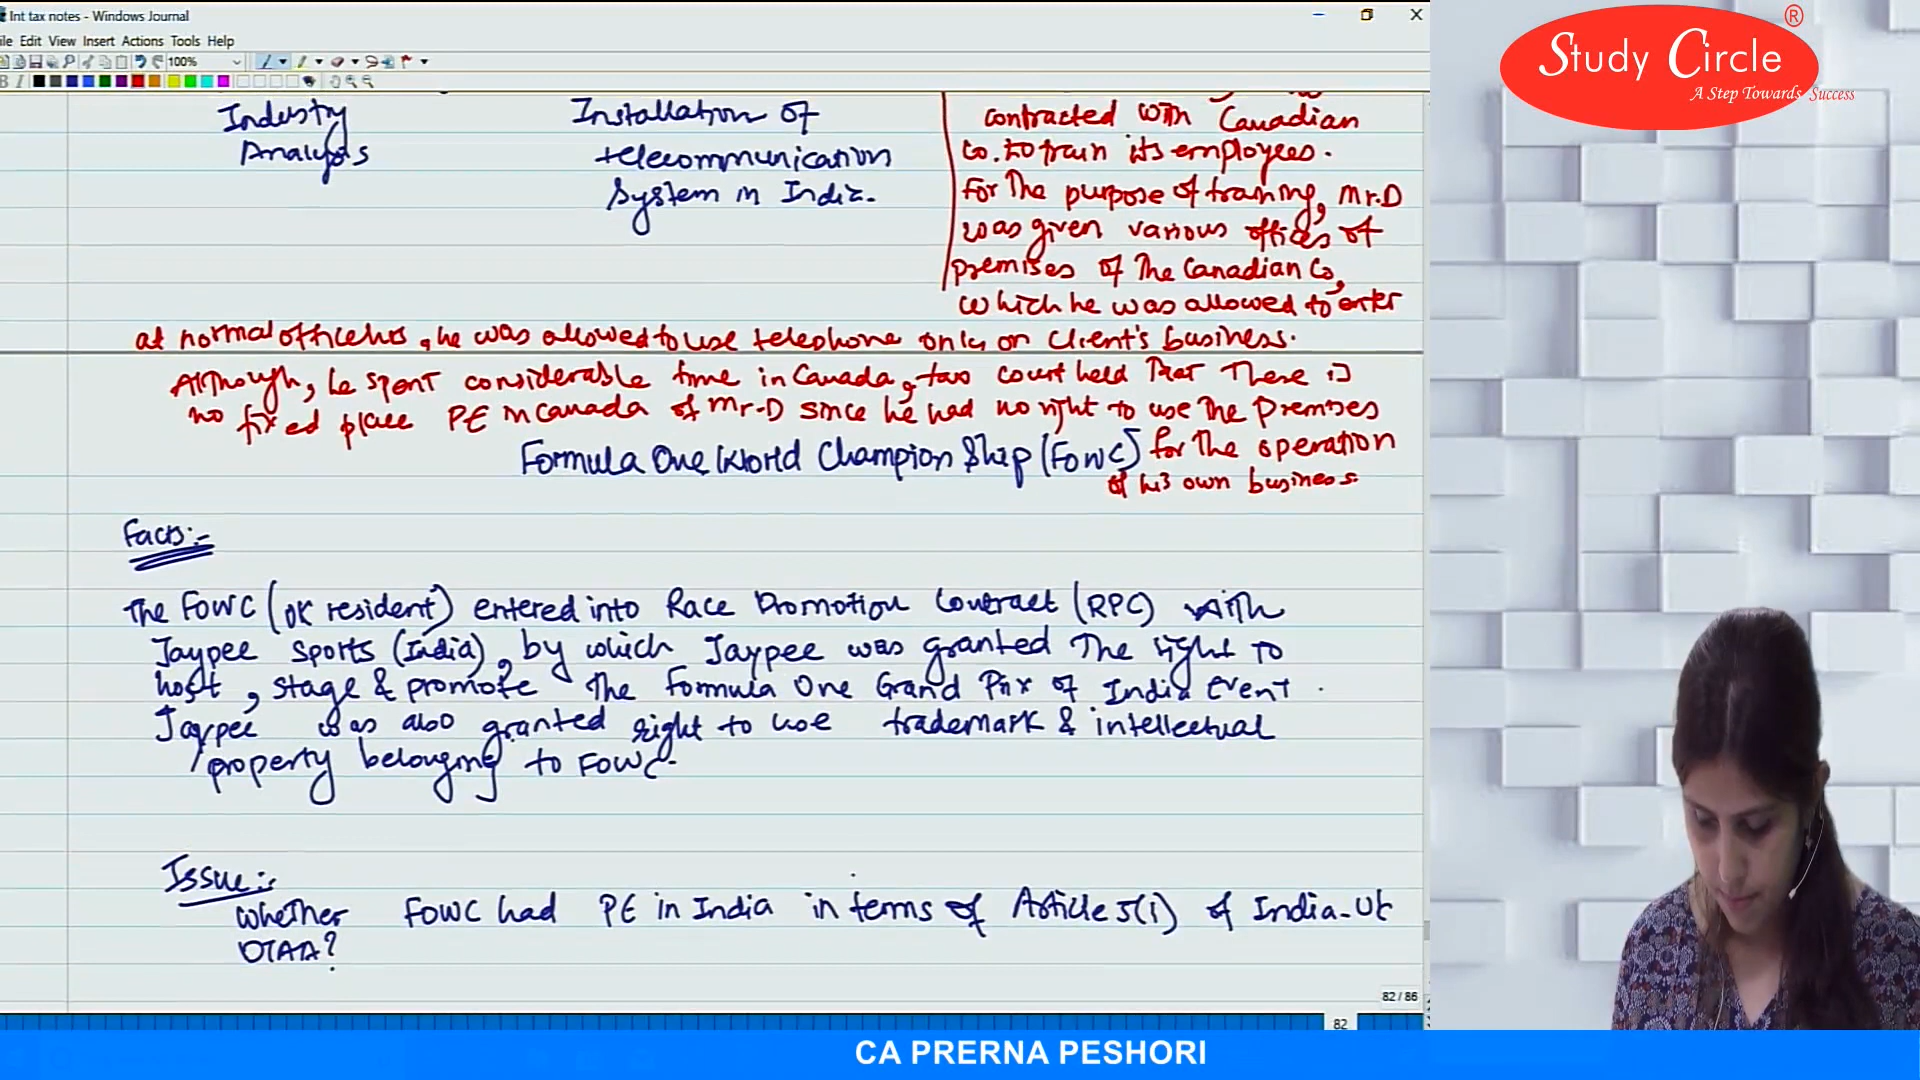 Int tax notes - Windows Journal
ile Edit View Insert Actions Tools Help
100%
B I
Study Circle ®
A Step Towards Success
Industry
Analysis
Installation of
telecommunication
System in India.
contracted with Canadian
Co. to train its employees.
For the purpose of training, Mr.D
was given various offices of
premises of the Canadian Co,
which he was allowed to enter
at normal office hrs, he was allowed to use telephone only on client's business.
Although, he spent considerable time in Canada, tax court held that there is
no fixed place PE in Canada of Mr.D since he had no right to use the premises
for the operation
of his own business.
Formula One World Champion Ship (FOWC)
Facts:-
The FOWC (UK resident) entered into Race Promotion Contract (RPC) with
Jaypee sports (India), by which Jaypee was granted the right to
host, stage & promote the Formula One Grand Prix of India Event.
Jaypee was also granted right to use trademark & intellectual
property belonging to FOWC.
Issue:-
Whether FOWC had PE in India in terms of Article 5(1) of India-UK
DTAA?
82 / 86
82
CA PRERNA PESHORI